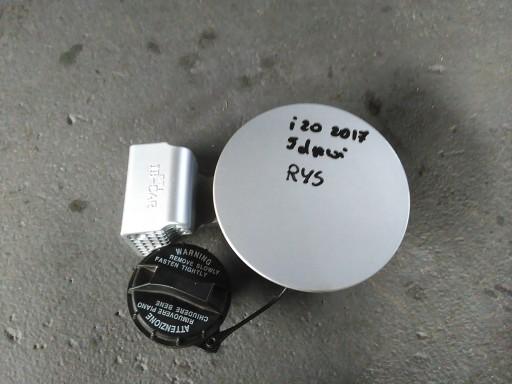 i20 2017
5drzwi
RYS
WARNING
REMOVE SLOWLY
FASTEN TIGHTLY
ATTENZIONE
RIMUOVERE PIANO
CHIUDERE BENE